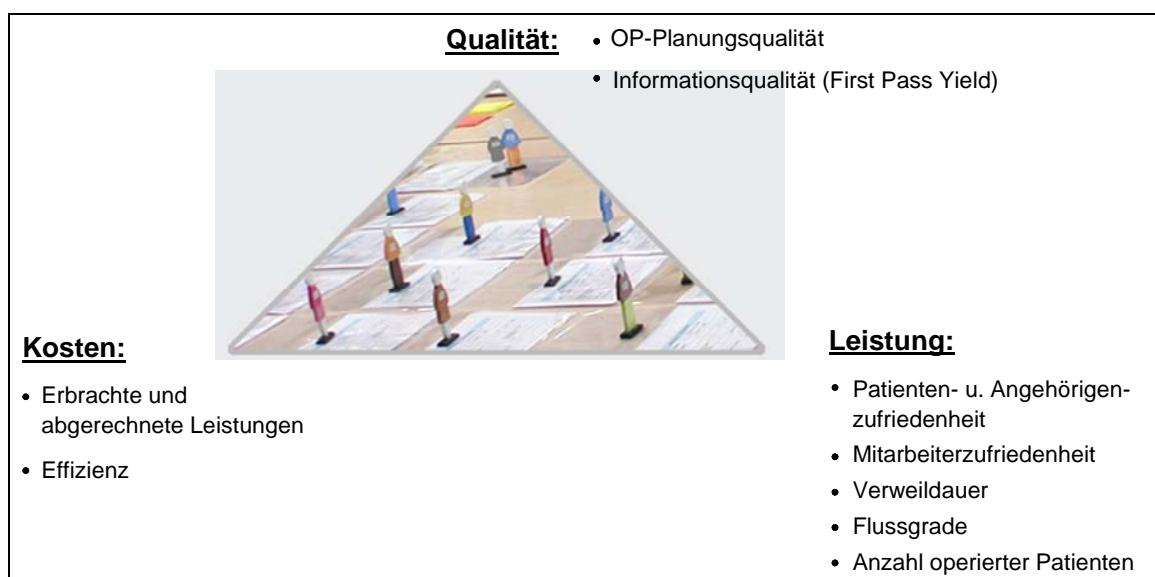 Qualität:
• OP-Planungsqualität
• Informationsqualität (First Pass Yield)
Kosten:
• Erbrachte und
abgerechnete Leistungen
• Effizienz
Leistung:
• Patienten- u. Angehörigen-
zufriedenheit
• Mitarbeiterzufriedenheit
• Verweildauer
• Flussgrade
• Anzahl operierter Patienten